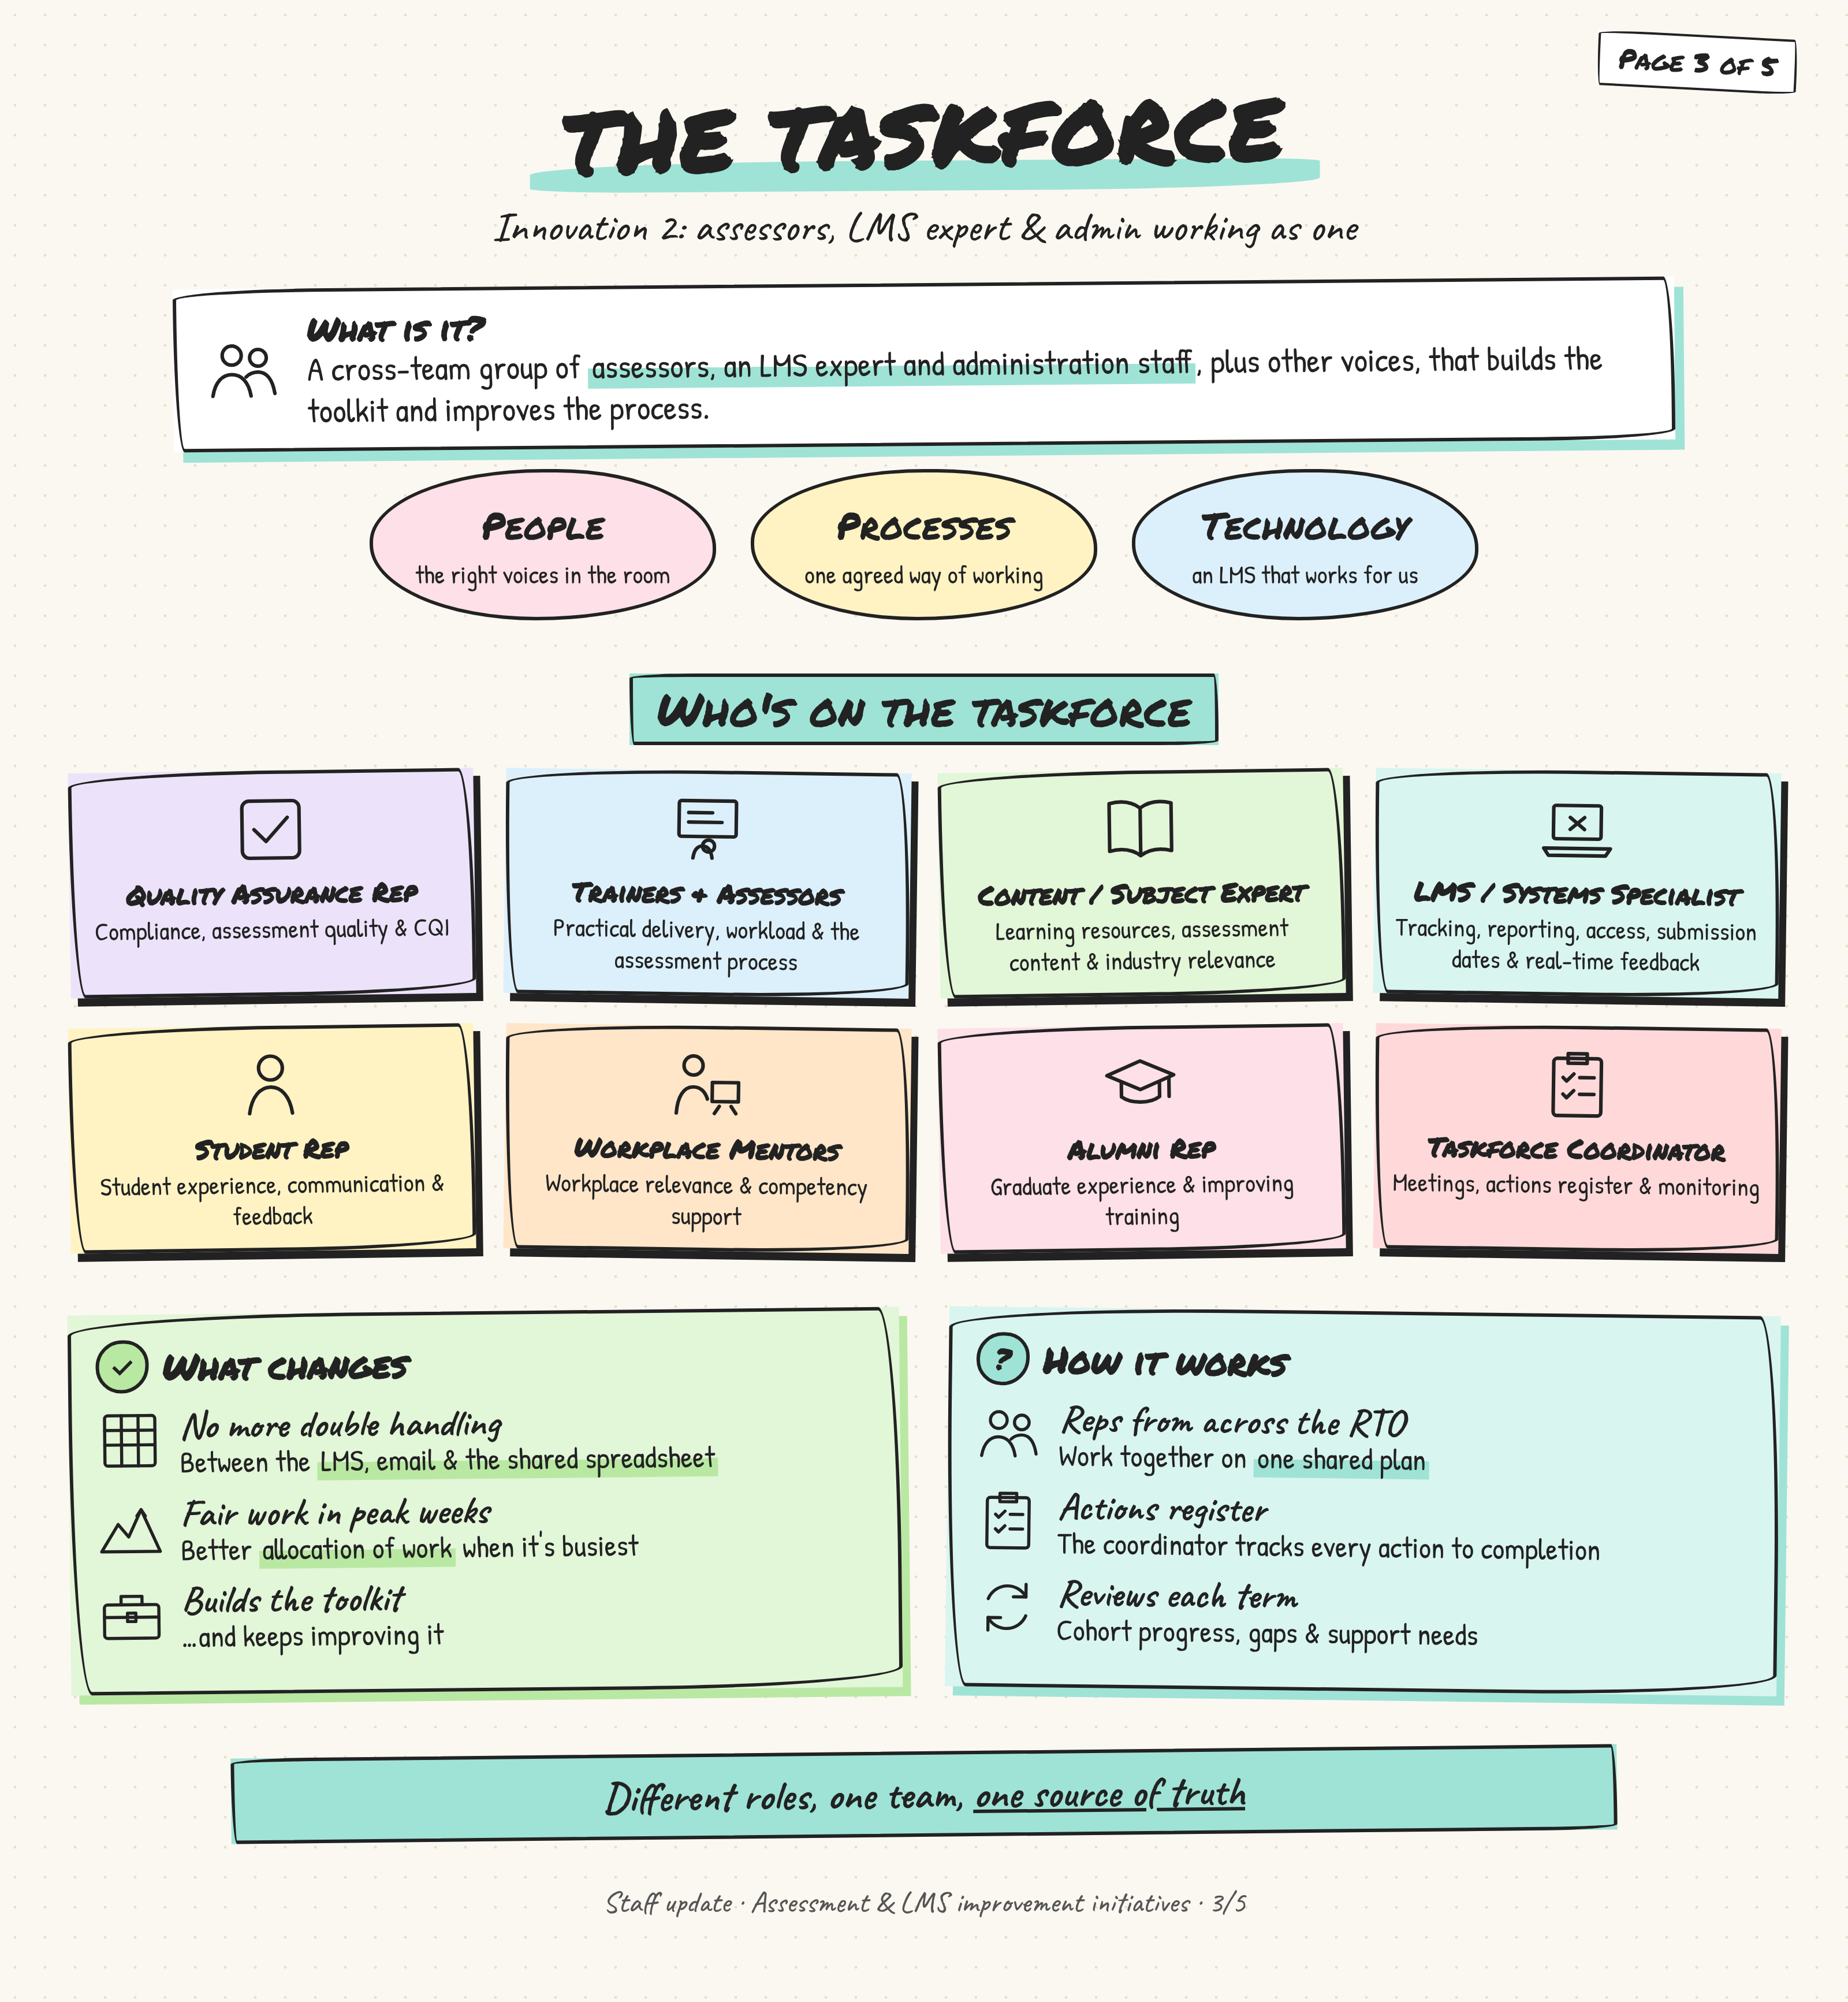 PAGE 3 OF 5
THE TASKFORCE
Innovation 2: assessors, LMS expert & admin working as one
WHAT IS IT?
A cross-team group of assessors, an LMS expert and administration staff, plus other voices, that builds the
toolkit and improves the process.
PEOPLE
the right voices in the room
PROCESSES
one agreed way of working
TECHNOLOGY
an LMS that works for us
WHO'S ON THE TASKFORCE
QUALITY ASSURANCE REP
Compliance, assessment quality & CQI
TRAINERS + ASSESSORS
Practical delivery, workload & the
assessment process
CONTENT / SUBJECT EXPERT
Learning resources, assessment
content & industry relevance
LMS / SYSTEMS SPECIALIST
Tracking, reporting, access, submission
dates & real-time feedback
STUDENT REP
Student experience, communication &
feedback
WORKPLACE MENTORS
Workplace relevance & competency
support
ALUMNI REP
Graduate experience & improving
training
TASKFORCE COORDINATOR
Meetings, actions register & monitoring
WHAT CHANGES
No more double handling
Between the LMS, email & the shared spreadsheet
Fair work in peak weeks
Better allocation of work when it's busiest
Builds the toolkit
...and keeps improving it
? HOW IT WORKS
Reps from across the RTO
Work together on one shared plan
Actions register
The coordinator tracks every action to completion
Reviews each term
Cohort progress, gaps & support needs
Different roles, one team, one source of truth
Staff update · Assessment & LMS improvement initiatives · 3/5